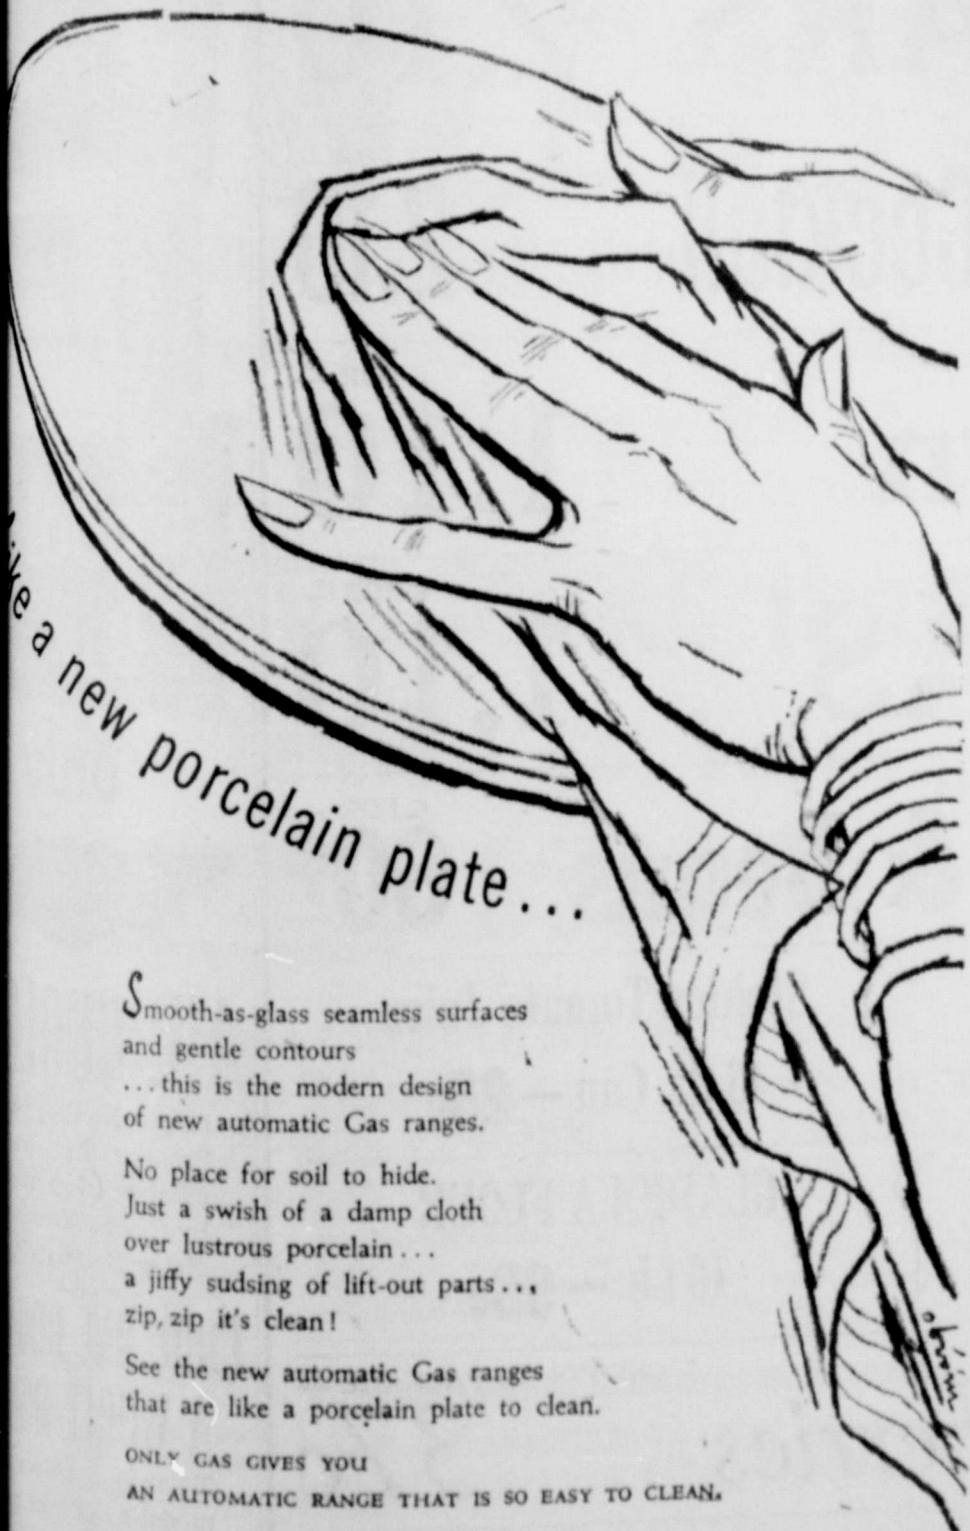 like a new porcelain plate...
Smooth-as-glass seamless surfaces
and gentle contours
...this is the modern design
of new automatic Gas ranges.
No place for soil to hide.
Just a swish of a damp cloth
over lustrous porcelain...
a jiffy sudsing of lift-out parts...
zip, zip it's clean!
See the new automatic Gas ranges
that are like a porcelain plate to clean.
ONLY GAS GIVES YOU
AN AUTOMATIC RANGE THAT IS SO EASY TO CLEAN.